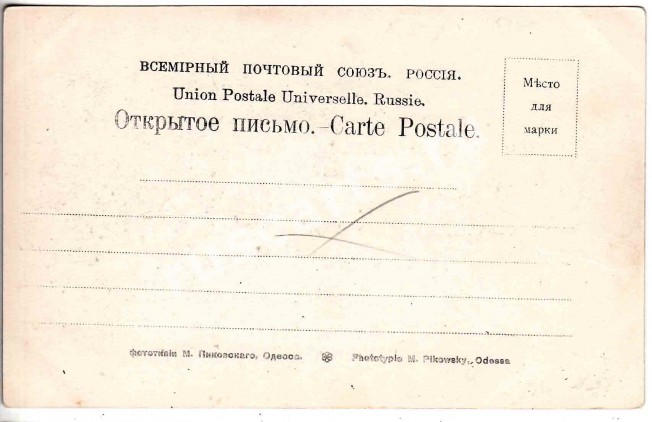 ВСЕМІРНЫЙ ПОЧТОВЫЙ СОЮЗЪ. РОССІЯ.
Union Postale Universelle. Russie.
Открытое письмо.–Carte Postale.
Мѣсто
для
марки
Фототипія М. Пиковскаго, Одесса. Phototypie M. Pikowsky, Odessa